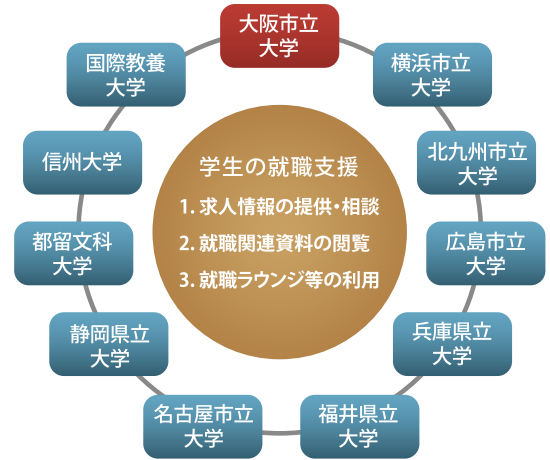 大阪市立
大学
国際教養
大学
横浜市立
大学
信州大学
北九州市立
大学
学生の就職支援
1. 求人情報の提供・相談
2. 就職関連資料の閲覧
3. 就職ラウンジ等の利用
都留文科
大学
広島市立
大学
静岡県立
大学
兵庫県立
大学
名古屋市立
大学
福井県立
大学